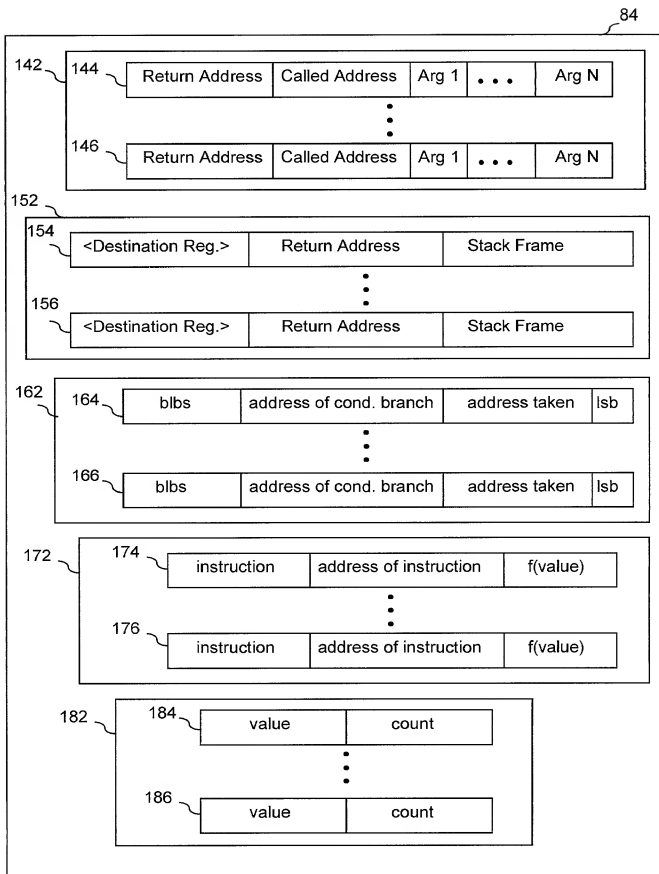 84
142
144
Return Address Called Address Arg 1 • • • Arg N
146
Return Address Called Address Arg 1 • • • Arg N
152
154
<Destination Reg.> Return Address Stack Frame
156
<Destination Reg.> Return Address Stack Frame
162
164
blbs address of cond. branch address taken lsb
166
blbs address of cond. branch address taken lsb
172
174
instruction address of instruction f(value)
176
instruction address of instruction f(value)
182
184
value count
186
value count